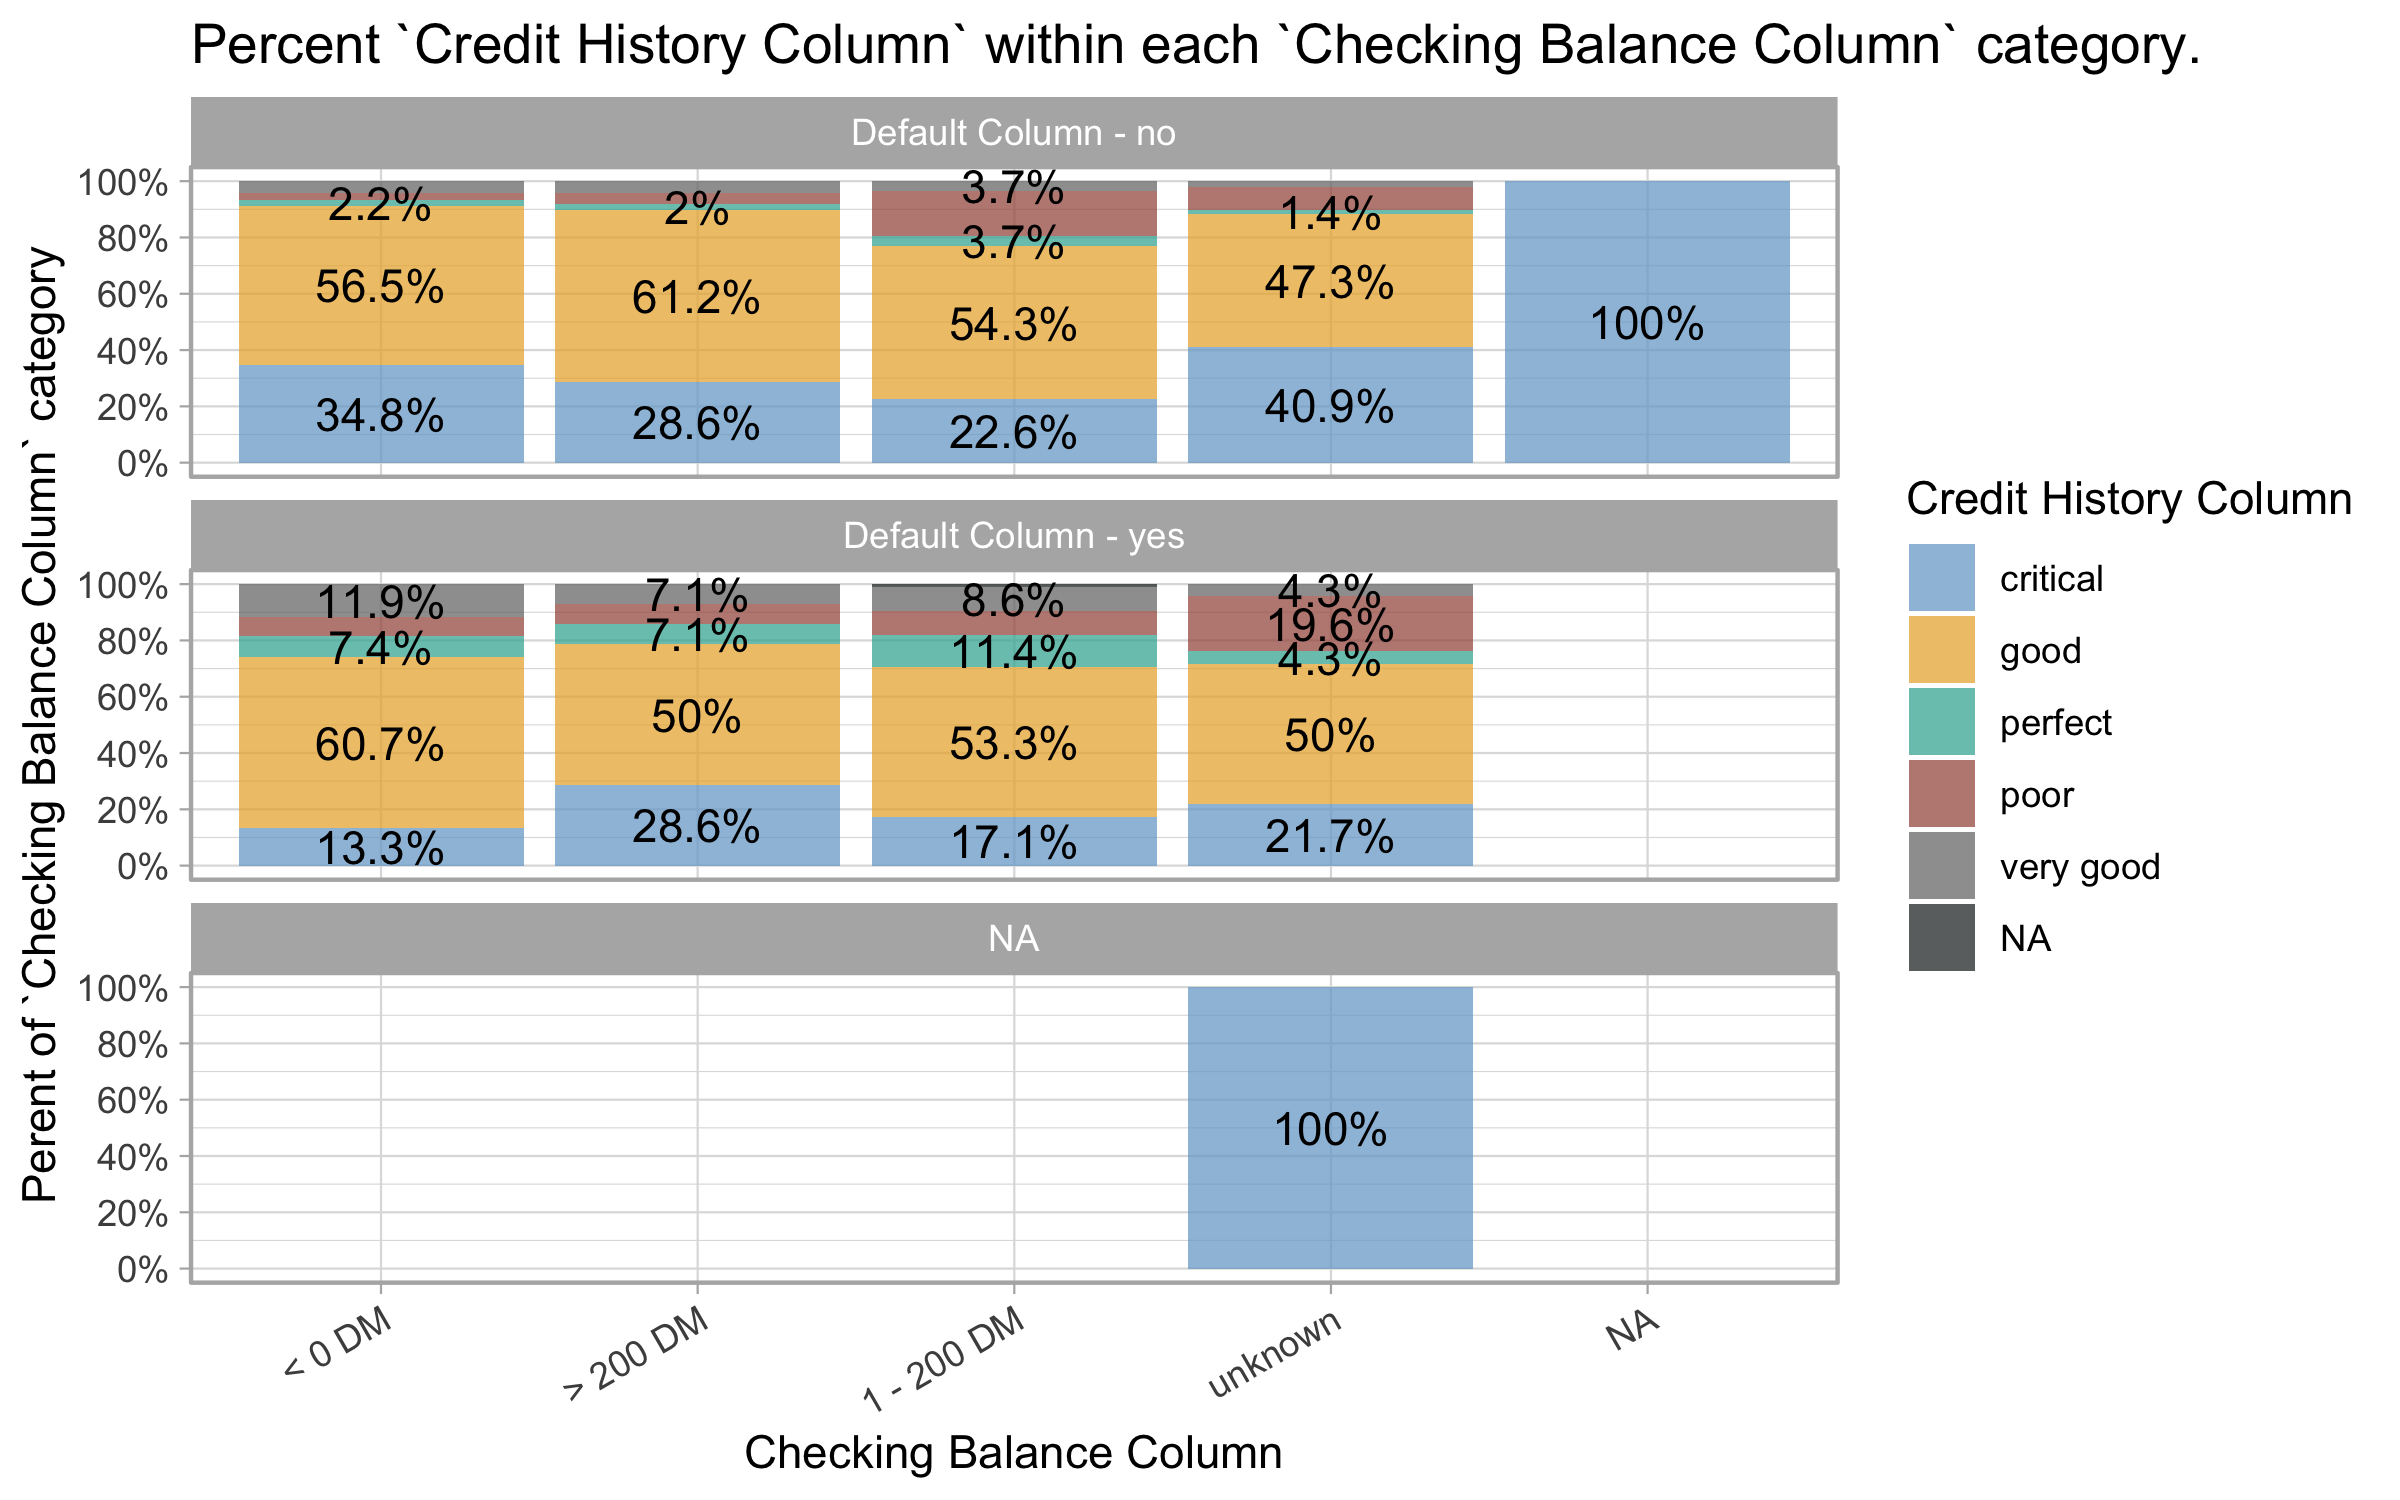 Percent `Credit History Column` within each `Checking Balance Column` category.
Perent of `Checking Balance Column` category
Default Column - no
100%
80%
60%
40%
20%
0%
2.2%
56.5%
34.8%
2%
61.2%
28.6%
3.7%
3.7%
54.3%
22.6%
1.4%
47.3%
40.9%
100%
Default Column - yes
100%
80%
60%
40%
20%
0%
11.9%
7.4%
60.7%
13.3%
7.1%
7.1%
50%
28.6%
8.6%
11.4%
53.3%
17.1%
4.3%
19.6%
4.3%
50%
21.7%
NA
100%
80%
60%
40%
20%
0%
100%
< 0 DM
> 200 DM
1 - 200 DM
unknown
NA
Checking Balance Column
Credit History Column
critical
good
perfect
poor
very good
NA